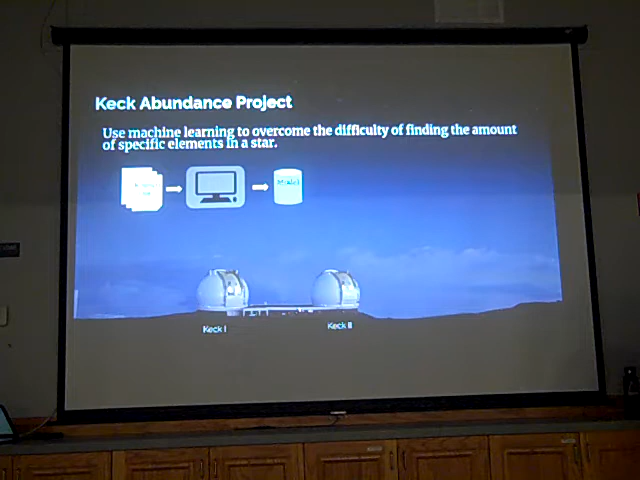 Keck Abundance Project
Use machine learning to overcome the difficulty of finding the amount
of specific elements in a star.
Keck I
Keck II